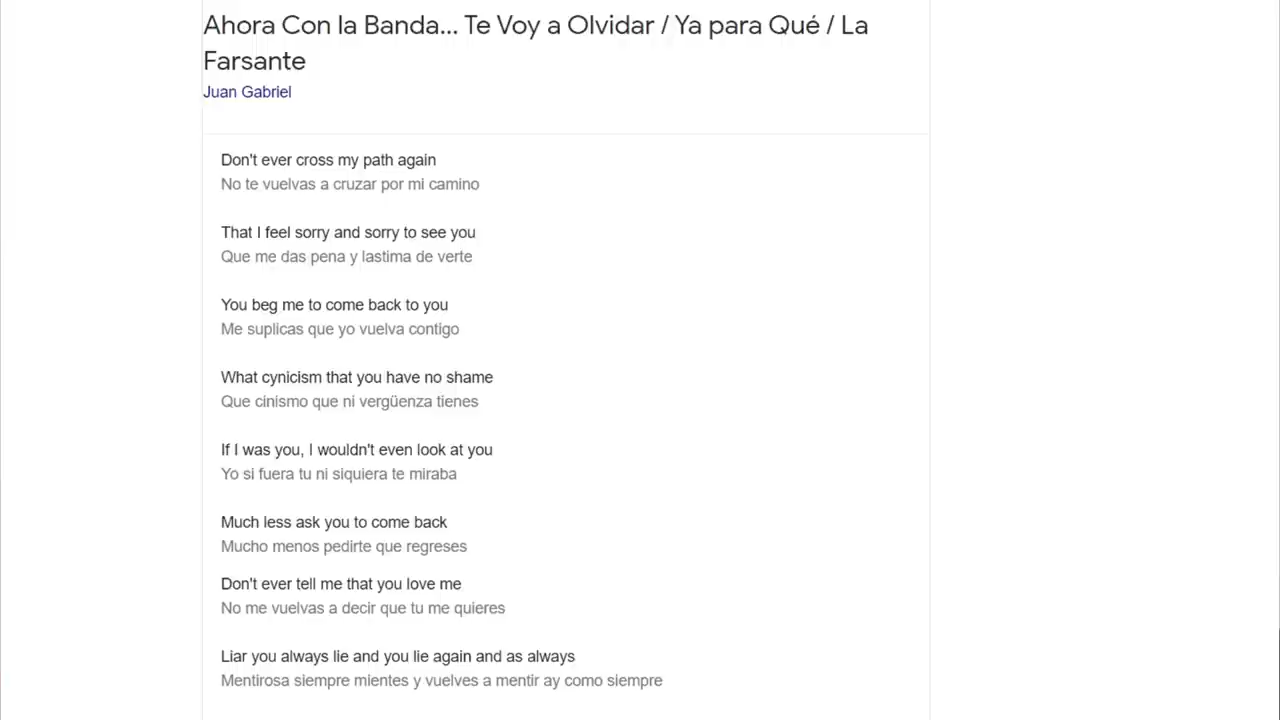 Ahora Con la Banda... Te Voy a Olvidar / Ya para Qué / La
Farsante
Juan Gabriel
Don't ever cross my path again
No te vuelvas a cruzar por mi camino
That I feel sorry and sorry to see you
Que me das pena y lastima de verte
You beg me to come back to you
Me suplicas que yo vuelva contigo
What cynicism that you have no shame
Que cinismo que ni vergüenza tienes
If I was you, I wouldn't even look at you
Yo si fuera tu ni siquiera te miraba
Much less ask you to come back
Mucho menos pedirte que regreses
Don't ever tell me that you love me
No me vuelvas a decir que tu me quieres
Liar you always lie and you lie again and as always
Mentirosa siempre mientes y vuelves a mentir ay como siempre